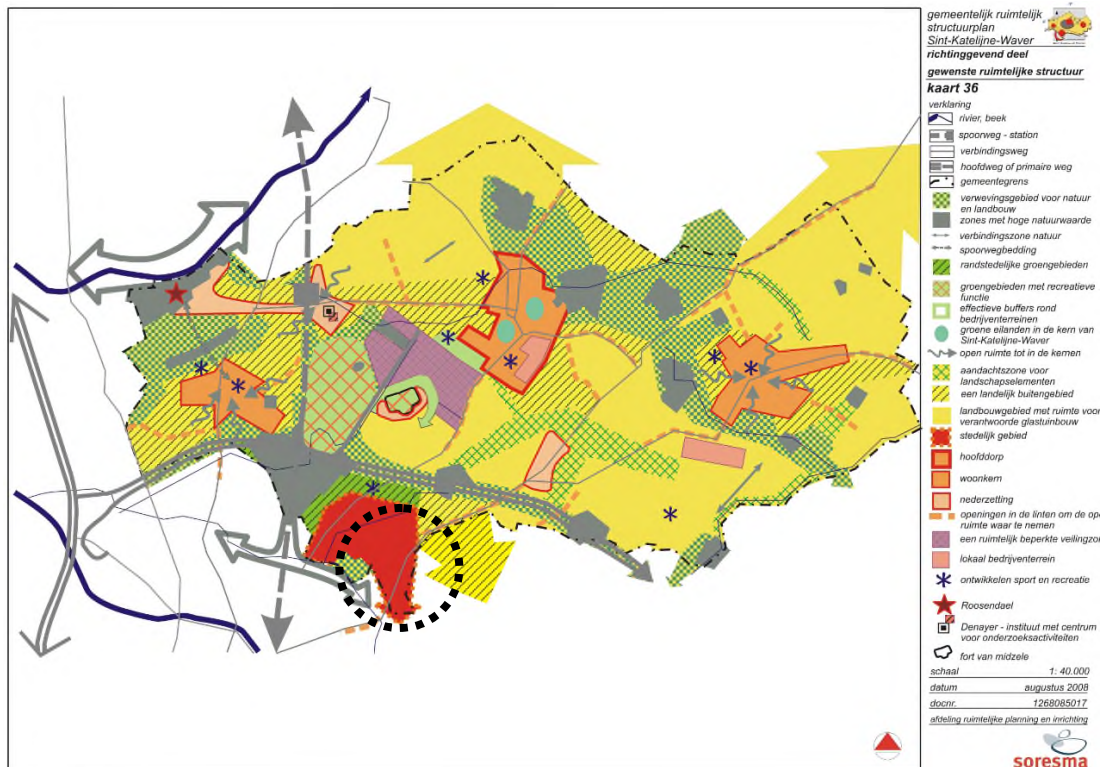 gemeentelijk ruimtelijk
structuurplan
Sint-Katelijne-Waver
richtinggevend deel
gewenste ruimtelijke structuur
kaart 36
verklaring
rivier, beek
spoorweg - station
verbindingsweg
hoofdweg of primaire weg
gemeentegrens
verwevingsgebied voor natuur
en landbouw
zones met hoge natuurwaarde
verbindingszone natuur
spoorwegbedding
randstedelijke groengebieden
groengebieden met recreatieve
functie
effectieve buffers rond
bedrijventerreinen
groene eilanden in de kern van
Sint-Katelijne-Waver
open ruimte tot in de kernen
aandachtszone voor
landschapselementen
een landelijk buitengebied
landbouwgebied met ruimte voor
verantwoorde glastuinbouw
stedelijk gebied
hoofddorp
woonkern
nederzetting
openingen in de linten om de ope
ruimte waar te nemen
een ruimtelijk beperkte veilingzon
lokaal bedrijventerrein
ontwikkelen sport en recreatie
Roosendael
Denayer - instituut met centrum
voor onderzoeksactiviteiten
fort van midzele
schaal 1: 40.000
datum augustus 2008
docnr. 1268085017
afdeling ruimtelijke planning en inrichting
soresma